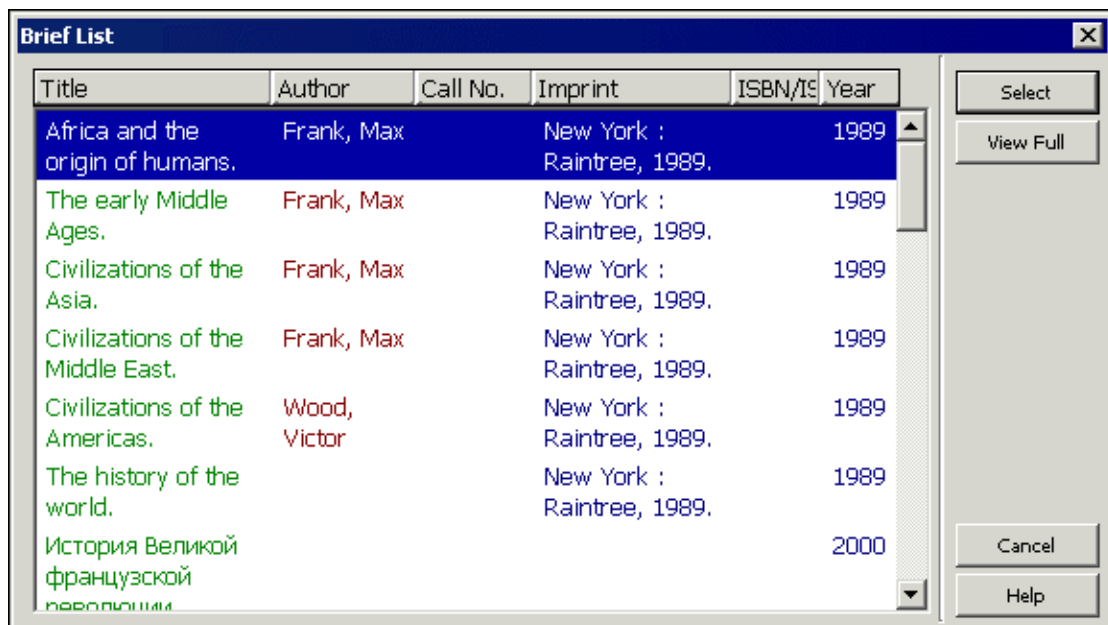 Brief List
Title Author Call No. Imprint ISBN/IS Year
Select
View Full
Africa and the Frank, Max New York : 1989
origin of humans. Raintree, 1989.
The early Middle Frank, Max New York : 1989
Ages. Raintree, 1989.
Civilizations of the Frank, Max New York : 1989
Asia. Raintree, 1989.
Civilizations of the Frank, Max New York : 1989
Middle East. Raintree, 1989.
Civilizations of the Wood, New York : 1989
Americas. Victor Raintree, 1989.
The history of the New York : 1989
world. Raintree, 1989.
История Великой 2000
французской
революции
Cancel
Help